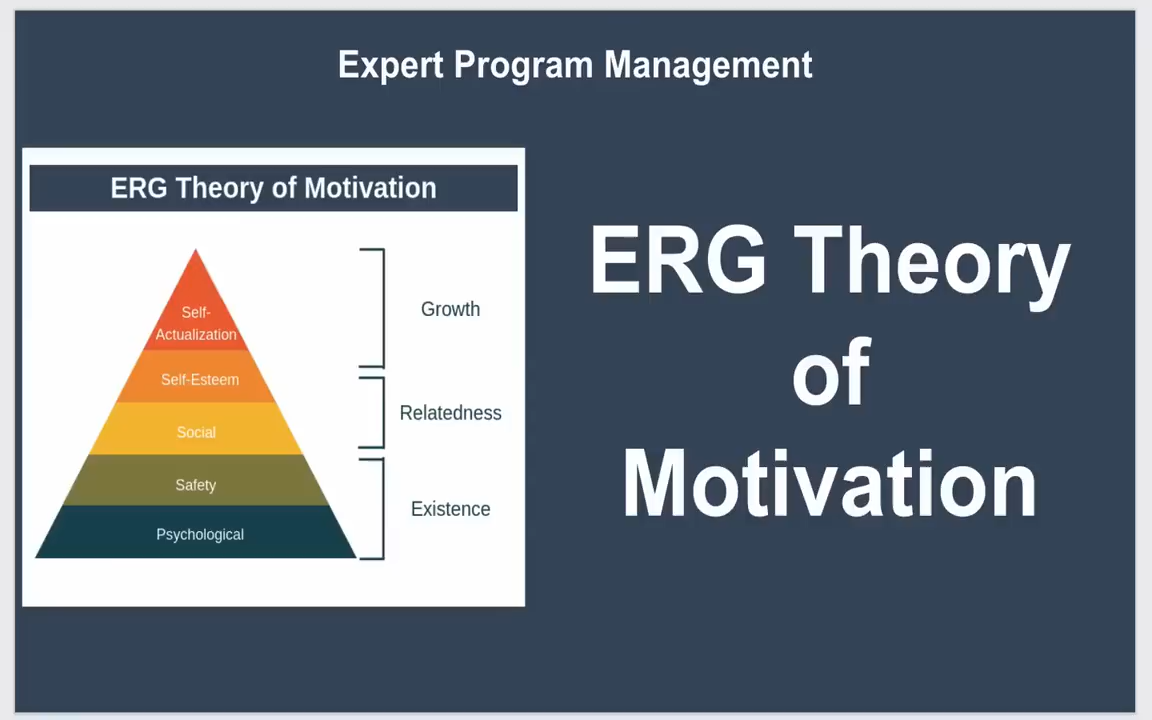 Expert Program Management
ERG Theory of Motivation
Self-
Actualization
Self-Esteem
Social
Safety
Psychological
Growth
Relatedness
Existence
ERG Theory
of
Motivation